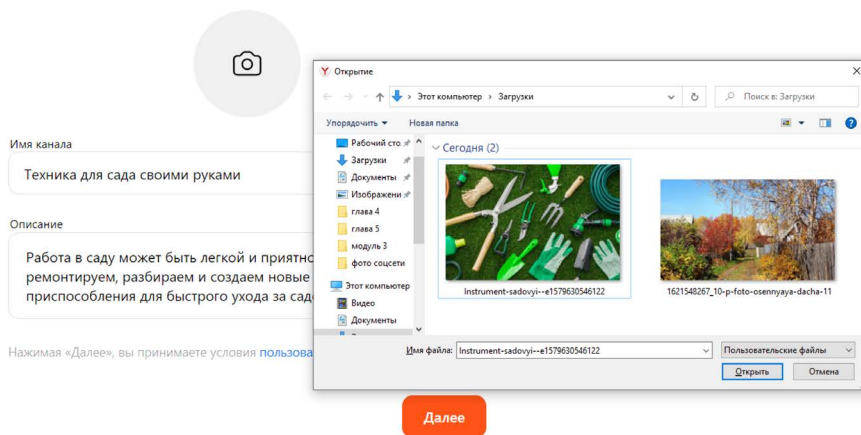 Имя канала
Техника для сада своими руками
Описание
Работа в саду может быть легкой и приятно
ремонтируем, разбираем и создаем новые
приспособления для быстрого ухода за сад
Нажимая «Далее», вы принимаете условия пользова
Далее
Открытие
Этот компьютер › Загрузки
Поиск в: Загрузки
Упорядочить
Новая папка
Рабочий сто
Загрузки
Документы
Изображени
глава 4
глава 5
модуль 3
фото соцсети
Этот компьютер
Видео
Документы
Сегодня (2)
Instrument-sadovyi--e1579630546122
1621548267_10-p-foto-osennyaya-dacha-11
Имя файла: Instrument-sadovyi--e1579630546122
Пользовательские файлы
Открыть
Отмена